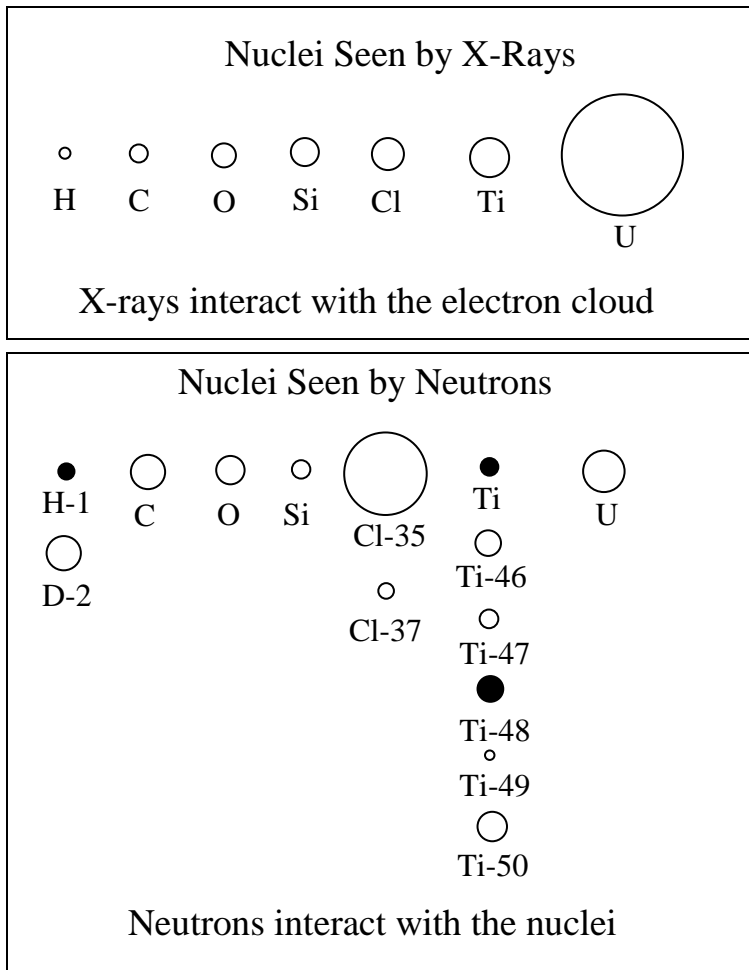 Nuclei Seen by X-Rays
H C O Si Cl Ti U
X-rays interact with the electron cloud
Nuclei Seen by Neutrons
H-1 C O Si Cl-35 Ti U
D-2 Cl-37 Ti-46
Ti-47
Ti-48
Ti-49
Ti-50
Neutrons interact with the nuclei